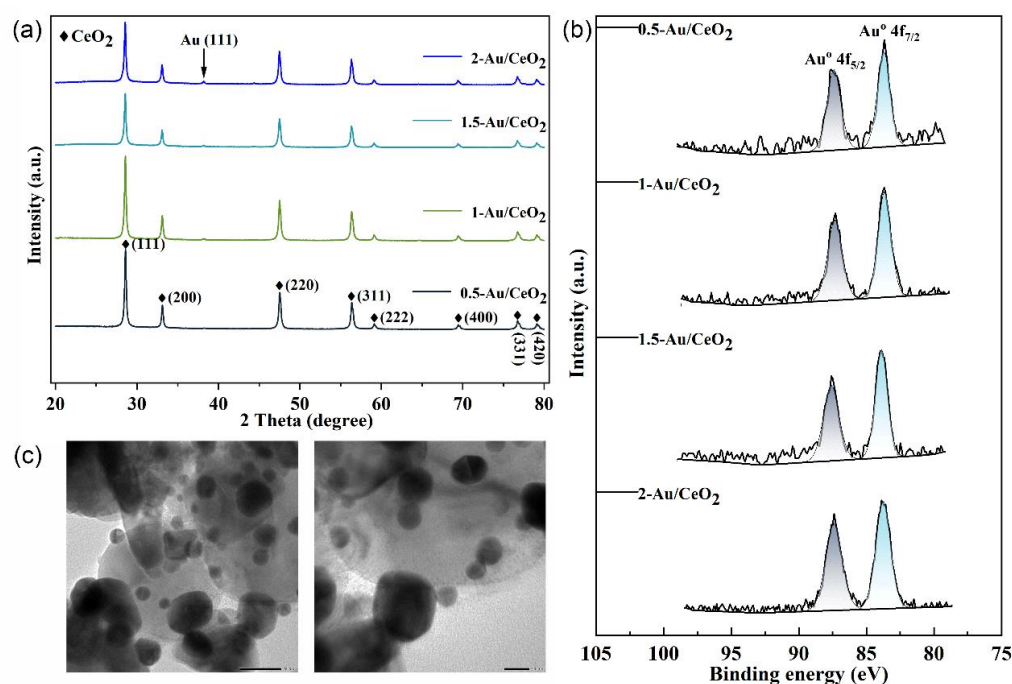 (a)
◆ CeO2
Au (111)
2-Au/CeO2
1.5-Au/CeO2
1-Au/CeO2
◆(111)
◆(200)
◆(220)
◆(311)
◆(222)
◆(400)
◆(331)
◆(420)
0.5-Au/CeO2
Intensity (a.u.)
20 30 40 50 60 70 80
2 Theta (degree)
(b)
0.5-Au/CeO2
Au° 4f7/2
Au° 4f5/2
1-Au/CeO2
1.5-Au/CeO2
2-Au/CeO2
Intensity (a.u.)
105 100 95 90 85 80 75
Binding energy (eV)
(c)